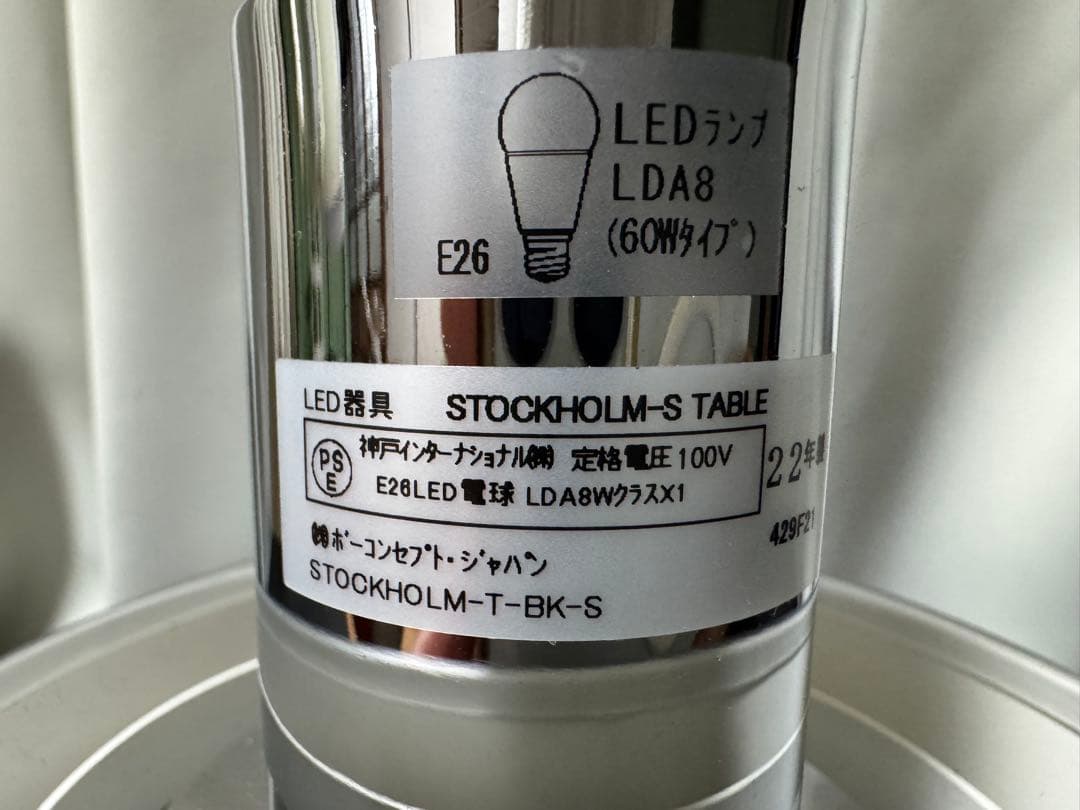 LEDランプ
LDA8
(60Wタイプ)
E26
LED器具 STOCKHOLM-S TABLE
PSE 神戸インターナショナル㈱ 定格電圧100V
E26LED電球 LDA8WクラスX1
22年製
429F21
㈱ボーコンセプト・ジャパン
STOCKHOLM-T-BK-S